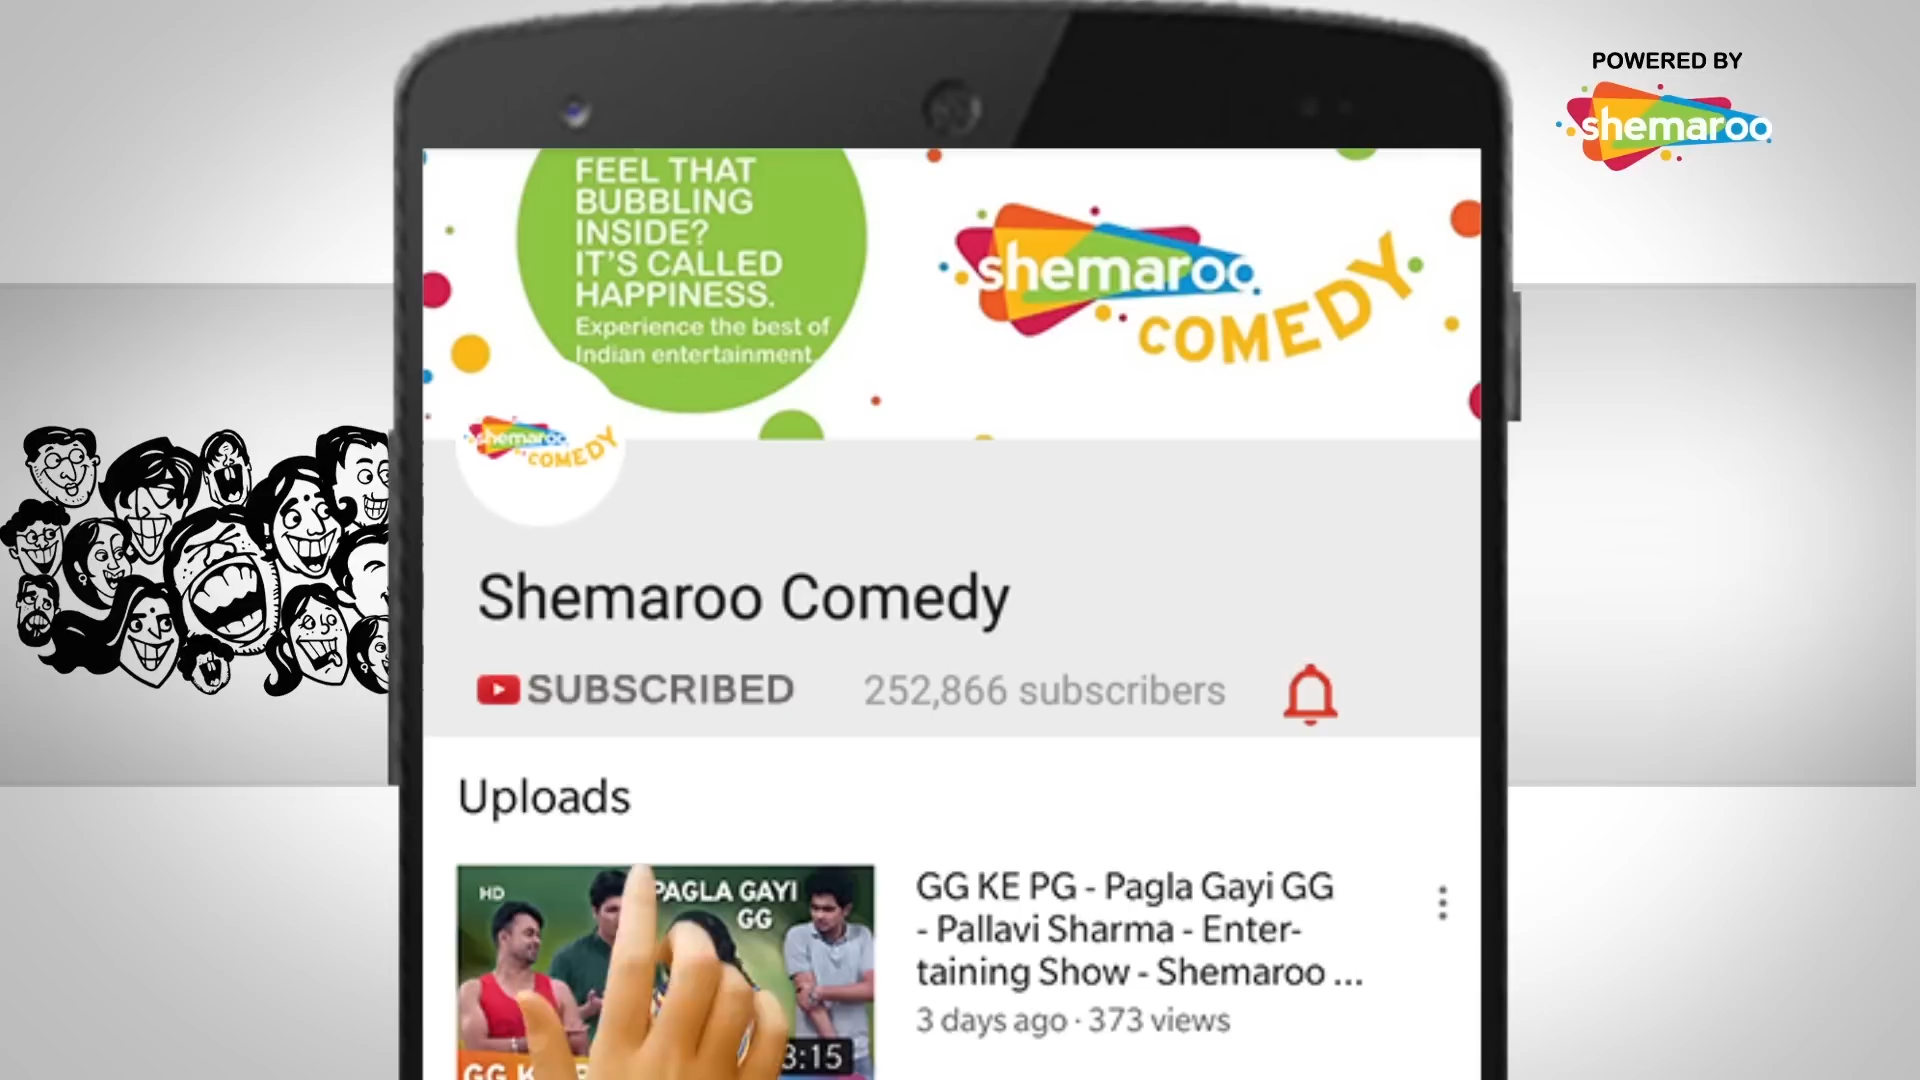 POWERED BY
shemaroo
FEEL THAT
BUBBLING
INSIDE?
IT'S CALLED
HAPPINESS.
Experience the best of
Indian entertainment
shemaroo
COMEDY
shemaroo
COMEDY
Shemaroo Comedy
SUBSCRIBED 252,866 subscribers
Uploads
HD
PAGLA GAYI
GG
3:15
GG KE PG - Pagla Gayi GG
- Pallavi Sharma - Enter-
taining Show - Shemaroo ...
3 days ago · 373 views